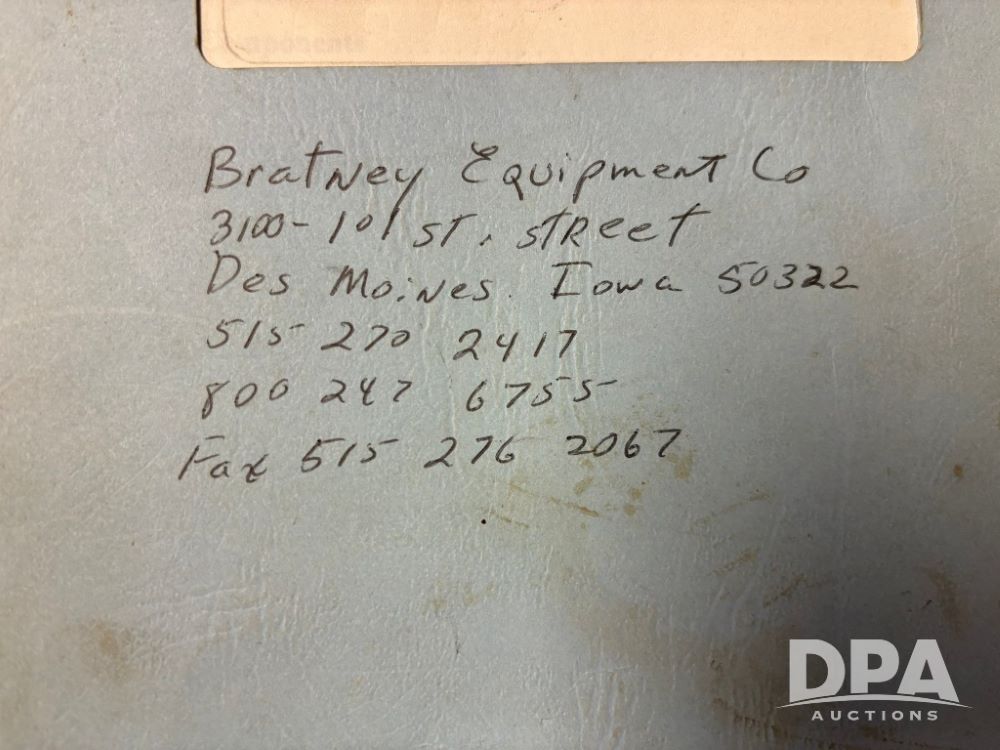 Bratney Equipment Co
3100-101 ST. STREET
Des Moines. Iowa 50322
515 270 2417
800 247 6755
Fax 515 276 2067
DPA
AUCTIONS